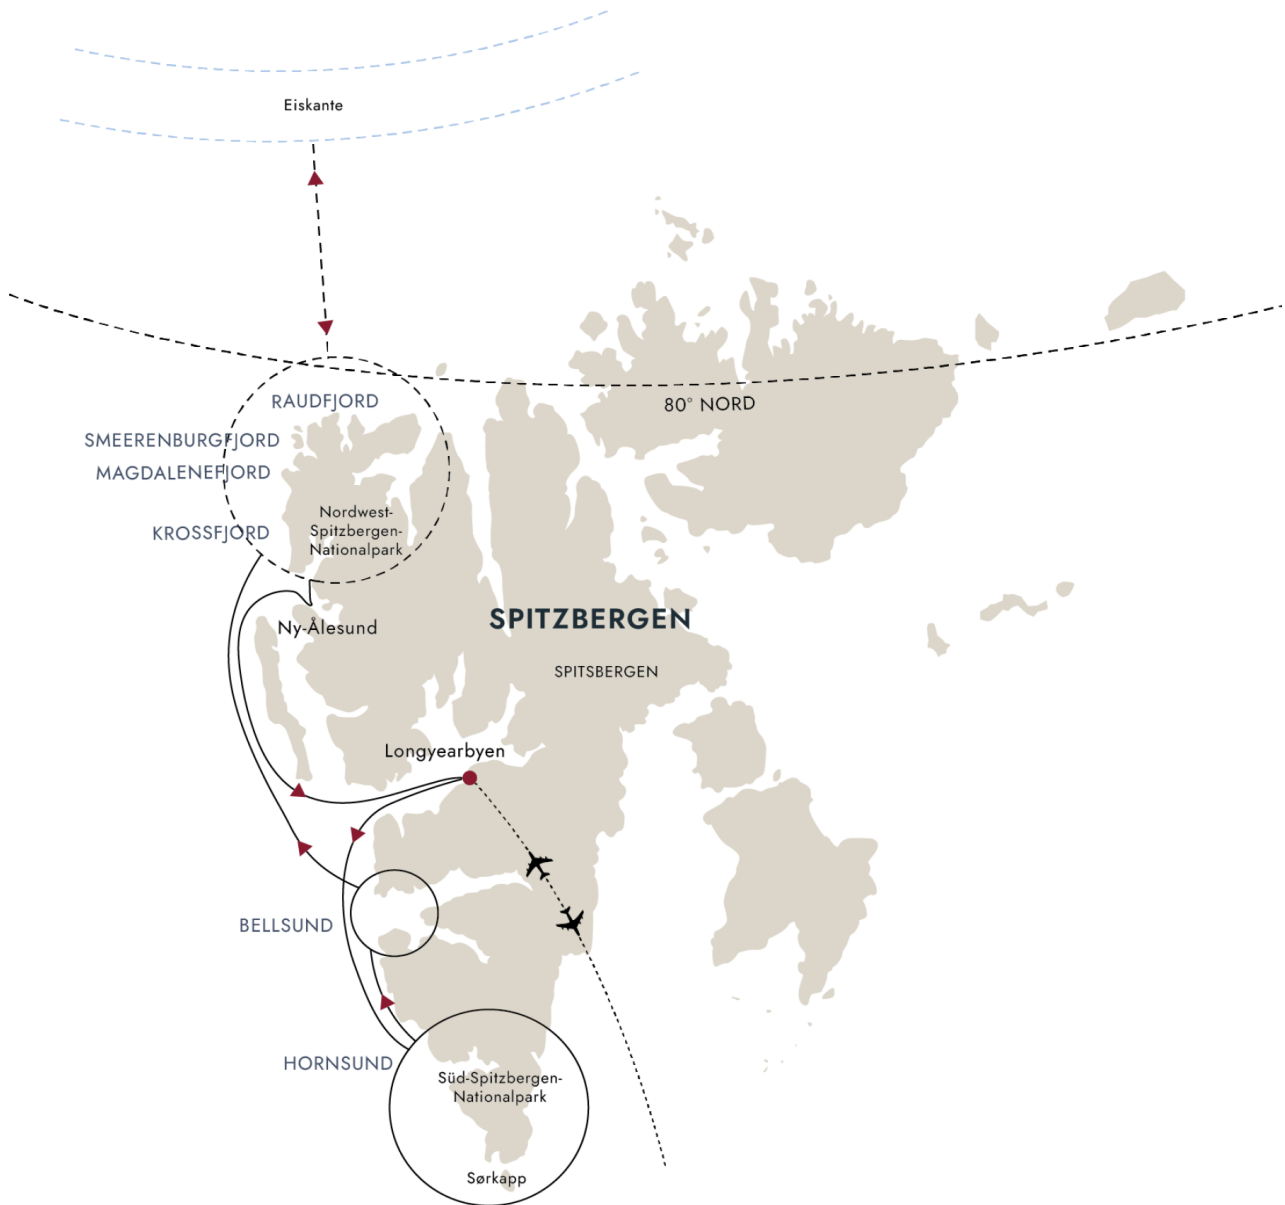 Eiskante
80° NORD
RAUDFJORD
SMEERENBURGFJORD
MAGDALENEFJORD
KROSSFJORD
Nordwest-
Spitzbergen-
Nationalpark
Ny-Ålesund
SPITZBERGEN
SPITSBERGEN
Longyearbyen
BELLSUND
HORNSUND
Süd-Spitzbergen-
Nationalpark
Sørkapp